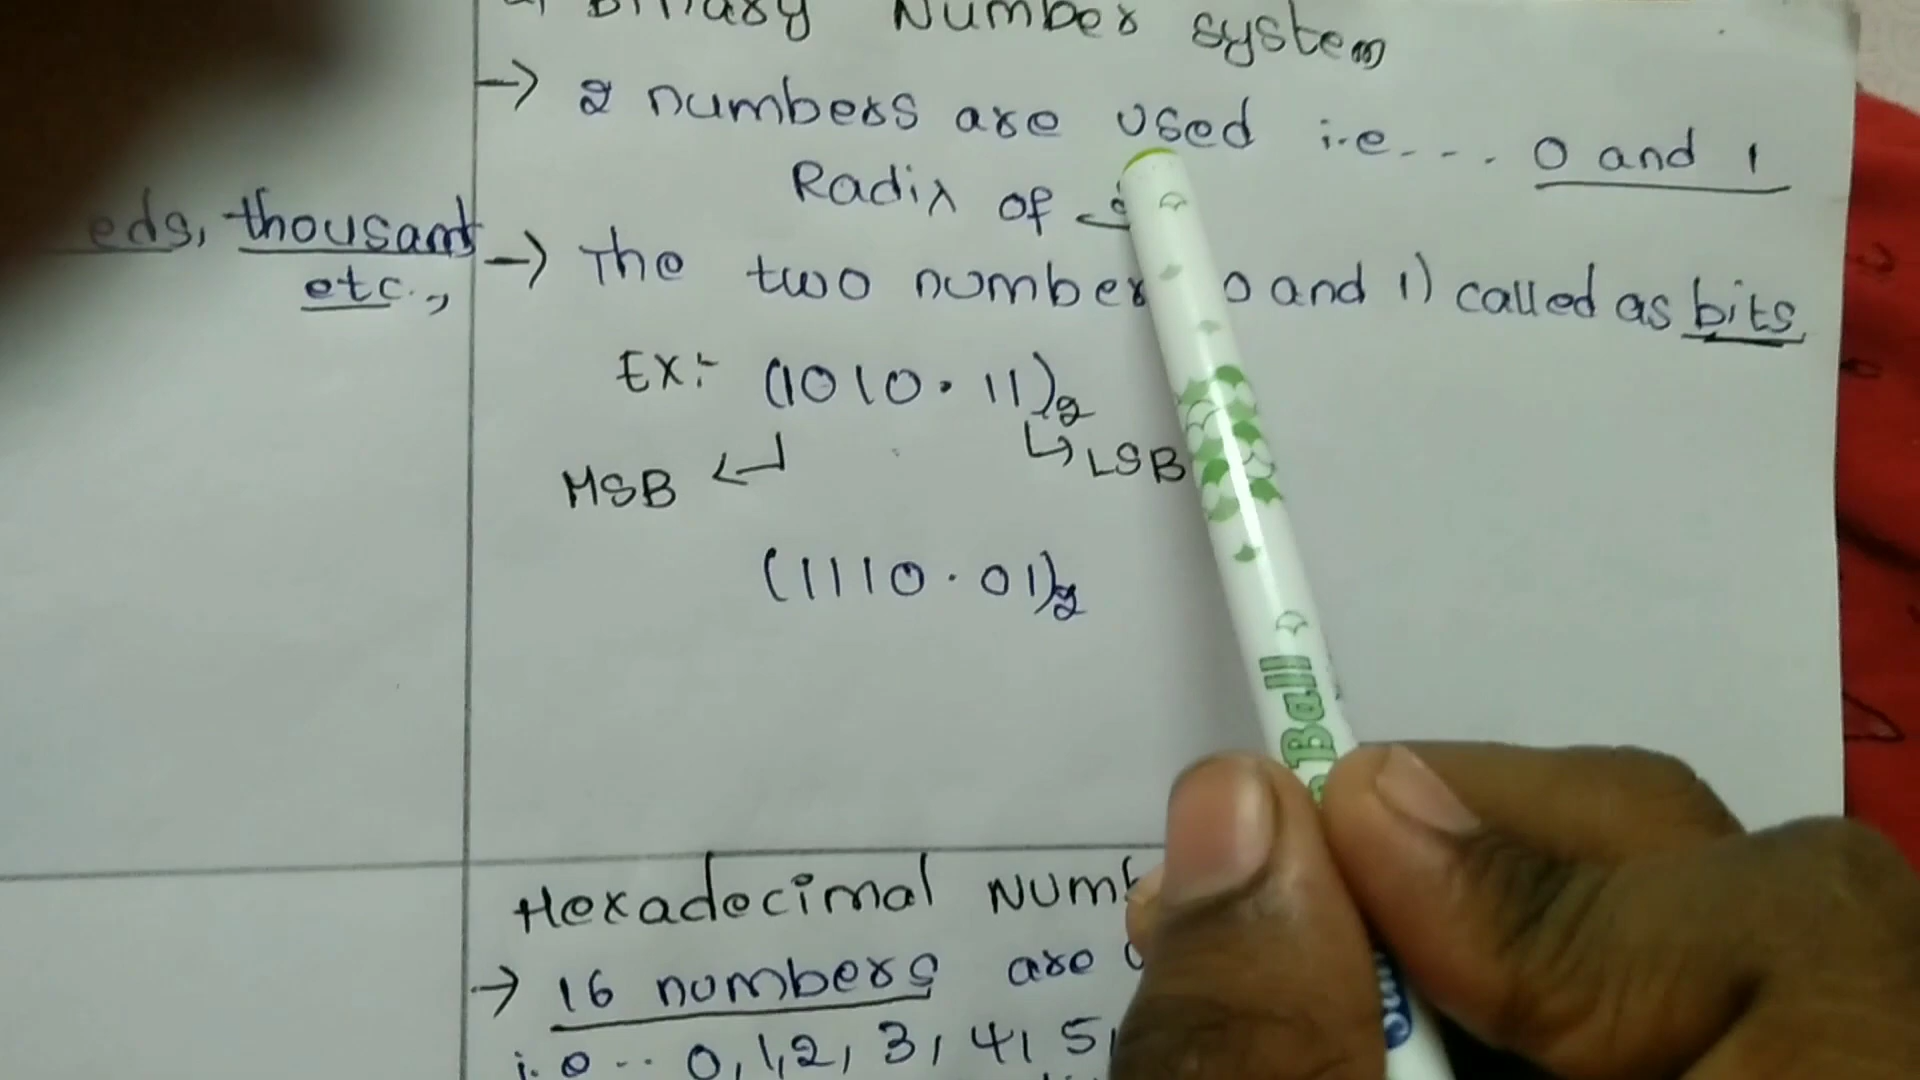 Binary Number system
→ 2 numbers are used i.e... 0 and 1
Radix of
eds, thousant
etc.,
→ The two number 0 and 1) called as bits
Ex:- (1010.11)2
MSB LSB
(1110.01)2
Ball
Hexadecimal Numb
→ 16 numbers are
i.e.. 0,1,2,3,4,5,